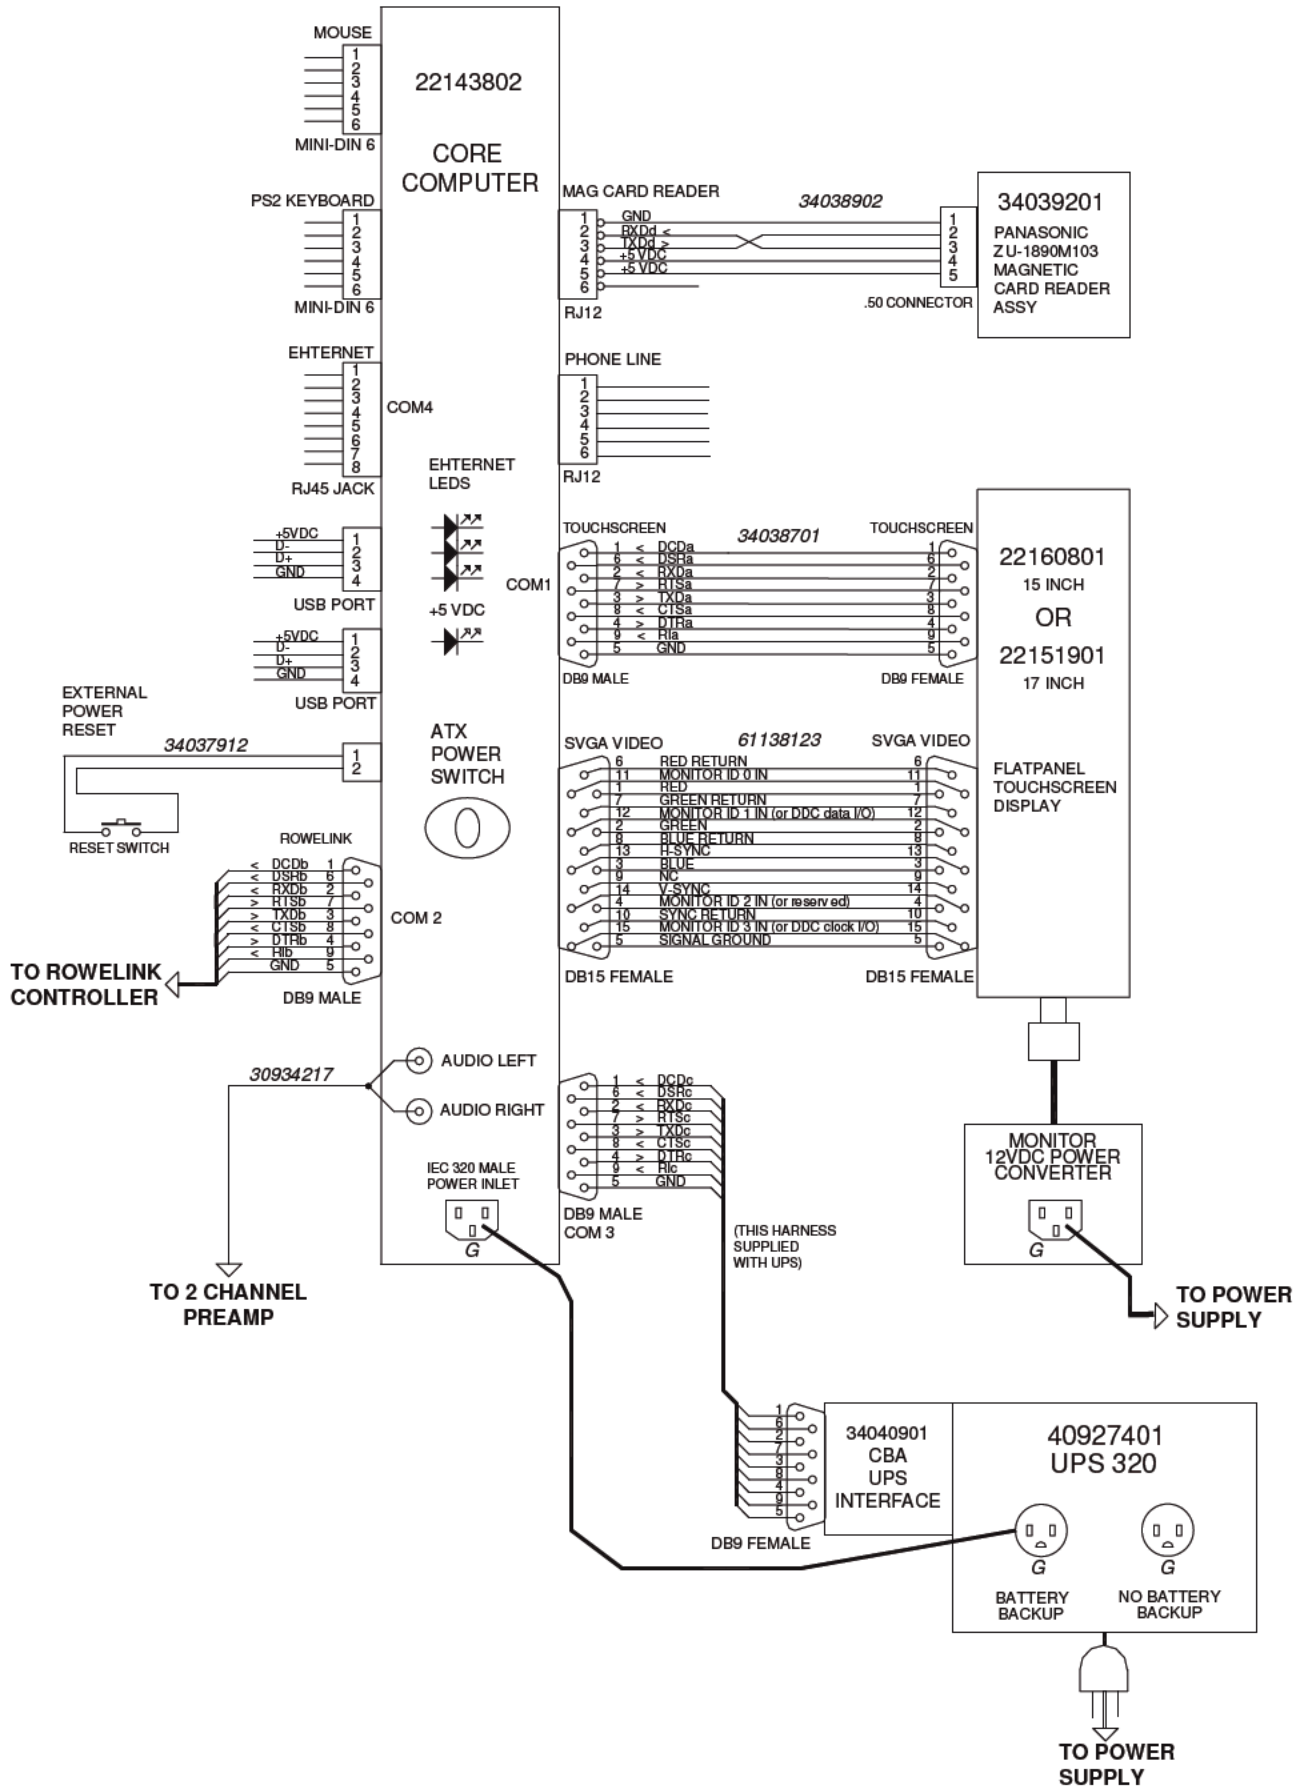 MOUSE
1
2
3
4
5
6
MINI-DIN 6
22143802
CORE
COMPUTER
PS2 KEYBOARD
1
2
3
4
5
6
MINI-DIN 6
MAG CARD READER
34038902
1 GND 1
2 RXDd < 2
3 TXDd > 3
4 +5 VDC 4
5 +5 VDC 5
6
RJ12
.50 CONNECTOR
34039201
PANASONIC
ZU-1890M103
MAGNETIC
CARD READER
ASSY
EHTERNET
1
2
3
4
5
6
7
8
COM4
RJ45 JACK
PHONE LINE
1
2
3
4
5
6
RJ12
EHTERNET
LEDS
+5 VDC
+5VDC 1
D- 2
D+ 3
GND 4
USB PORT
+5VDC 1
D- 2
D+ 3
GND 4
USB PORT
TOUCHSCREEN
34038701
TOUCHSCREEN
COM1
1 < DCDa 1
6 < DSRa 6
2 < RXDa 2
7 > RTSa 7
3 > TXDa 3
8 < CTSa 8
4 > DTRa 4
9 < RIa 9
5 GND 5
DB9 MALE
DB9 FEMALE
22160801
15 INCH
OR
22151901
17 INCH
FLATPANEL
TOUCHSCREEN
DISPLAY
EXTERNAL
POWER
RESET
34037912
1
2
RESET SWITCH
ATX
POWER
SWITCH
SVGA VIDEO
61138123
SVGA VIDEO
6 RED RETURN 6
11 MONITOR ID 0 IN 11
1 RED 1
7 GREEN RETURN 7
12 MONITOR ID 1 IN (or DDC data I/O) 12
2 GREEN 2
8 BLUE RETURN 8
13 H-SYNC 13
3 BLUE 3
9 NC 9
14 V-SYNC 14
4 MONITOR ID 2 IN (or reserved) 4
10 SYNC RETURN 10
15 MONITOR ID 3 IN (or DDC clock I/O) 15
5 SIGNAL GROUND 5
DB15 FEMALE
DB15 FEMALE
ROWELINK
< DCDb 1
< DSRb 6
< RXDb 2
> RTSb 7
> TXDb 3
< CTSb 8
> DTRb 4
< RIb 9
GND 5
COM 2
DB9 MALE
TO ROWELINK
CONTROLLER
30934217
AUDIO LEFT
AUDIO RIGHT
TO 2 CHANNEL
PREAMP
IEC 320 MALE
POWER INLET
G
1 < DCDc
6 < DSRc
2 < RXDc
7 > RTSc
3 > TXDc
8 < CTSc
4 > DTRc
9 < RIc
5 GND
DB9 MALE
COM 3
(THIS HARNESS
SUPPLIED
WITH UPS)
MONITOR
12VDC POWER
CONVERTER
G
TO POWER
SUPPLY
1
6
2
7
3
8
4
9
5
DB9 FEMALE
34040901
CBA
UPS
INTERFACE
40927401
UPS 320
G
G
BATTERY
BACKUP
NO BATTERY
BACKUP
TO POWER
SUPPLY